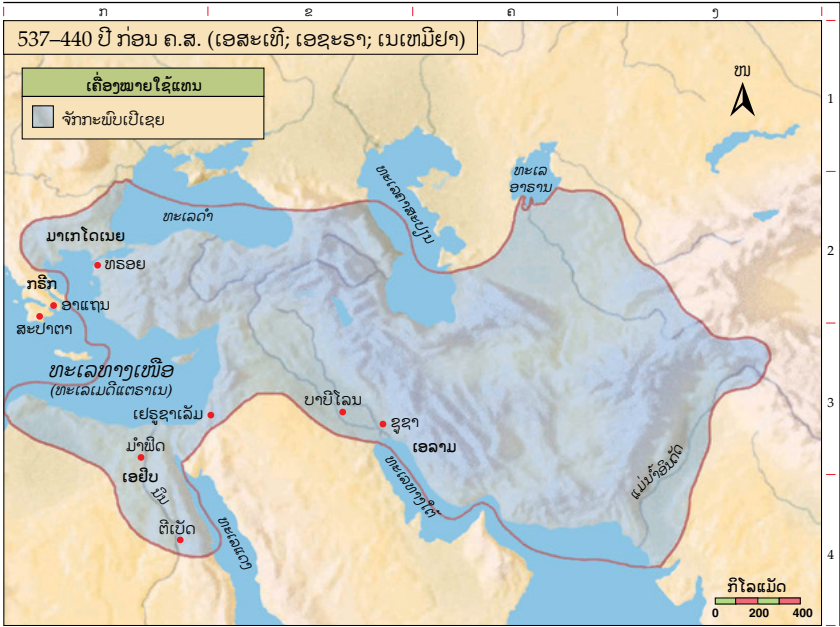 ກ
ຂ
ຄ
ງ
537–440 ປີ ກ່ອນ ຄ.ສ. (ເອສະເທີ; ເອຊະຣາ; ເນເຫມີຢາ)
ເຄື່ອງໝາຍໃຊ້ແທນ
ຈັກກະພົບເປີເຊຍ
ໜ
1
2
3
4
ທະເລດຳ
ທະເລຄາສະປຽນ
ທະເລ
ອາຣານ
ມາເກໂດເນຍ
ທຣອຍ
ກຣີກ
ອາແຖນ
ສະປາຕາ
ທະເລທາງເໜືອ
(ທະເລເມດີແຕຣາເນ)
ເຢຣູຊາເລັມ
ບາບີໂລນ
ຊູຊາ
ເອລາມ
ມຳຟິດ
ເອຢິບ
ນິນ
ຕີເບັດ
ທະເລແດງ
ທະເລທາງໃຕ້
ແມ່ນ້ຳອິນດັດ
ກິໂລແມັດ
0 200 400